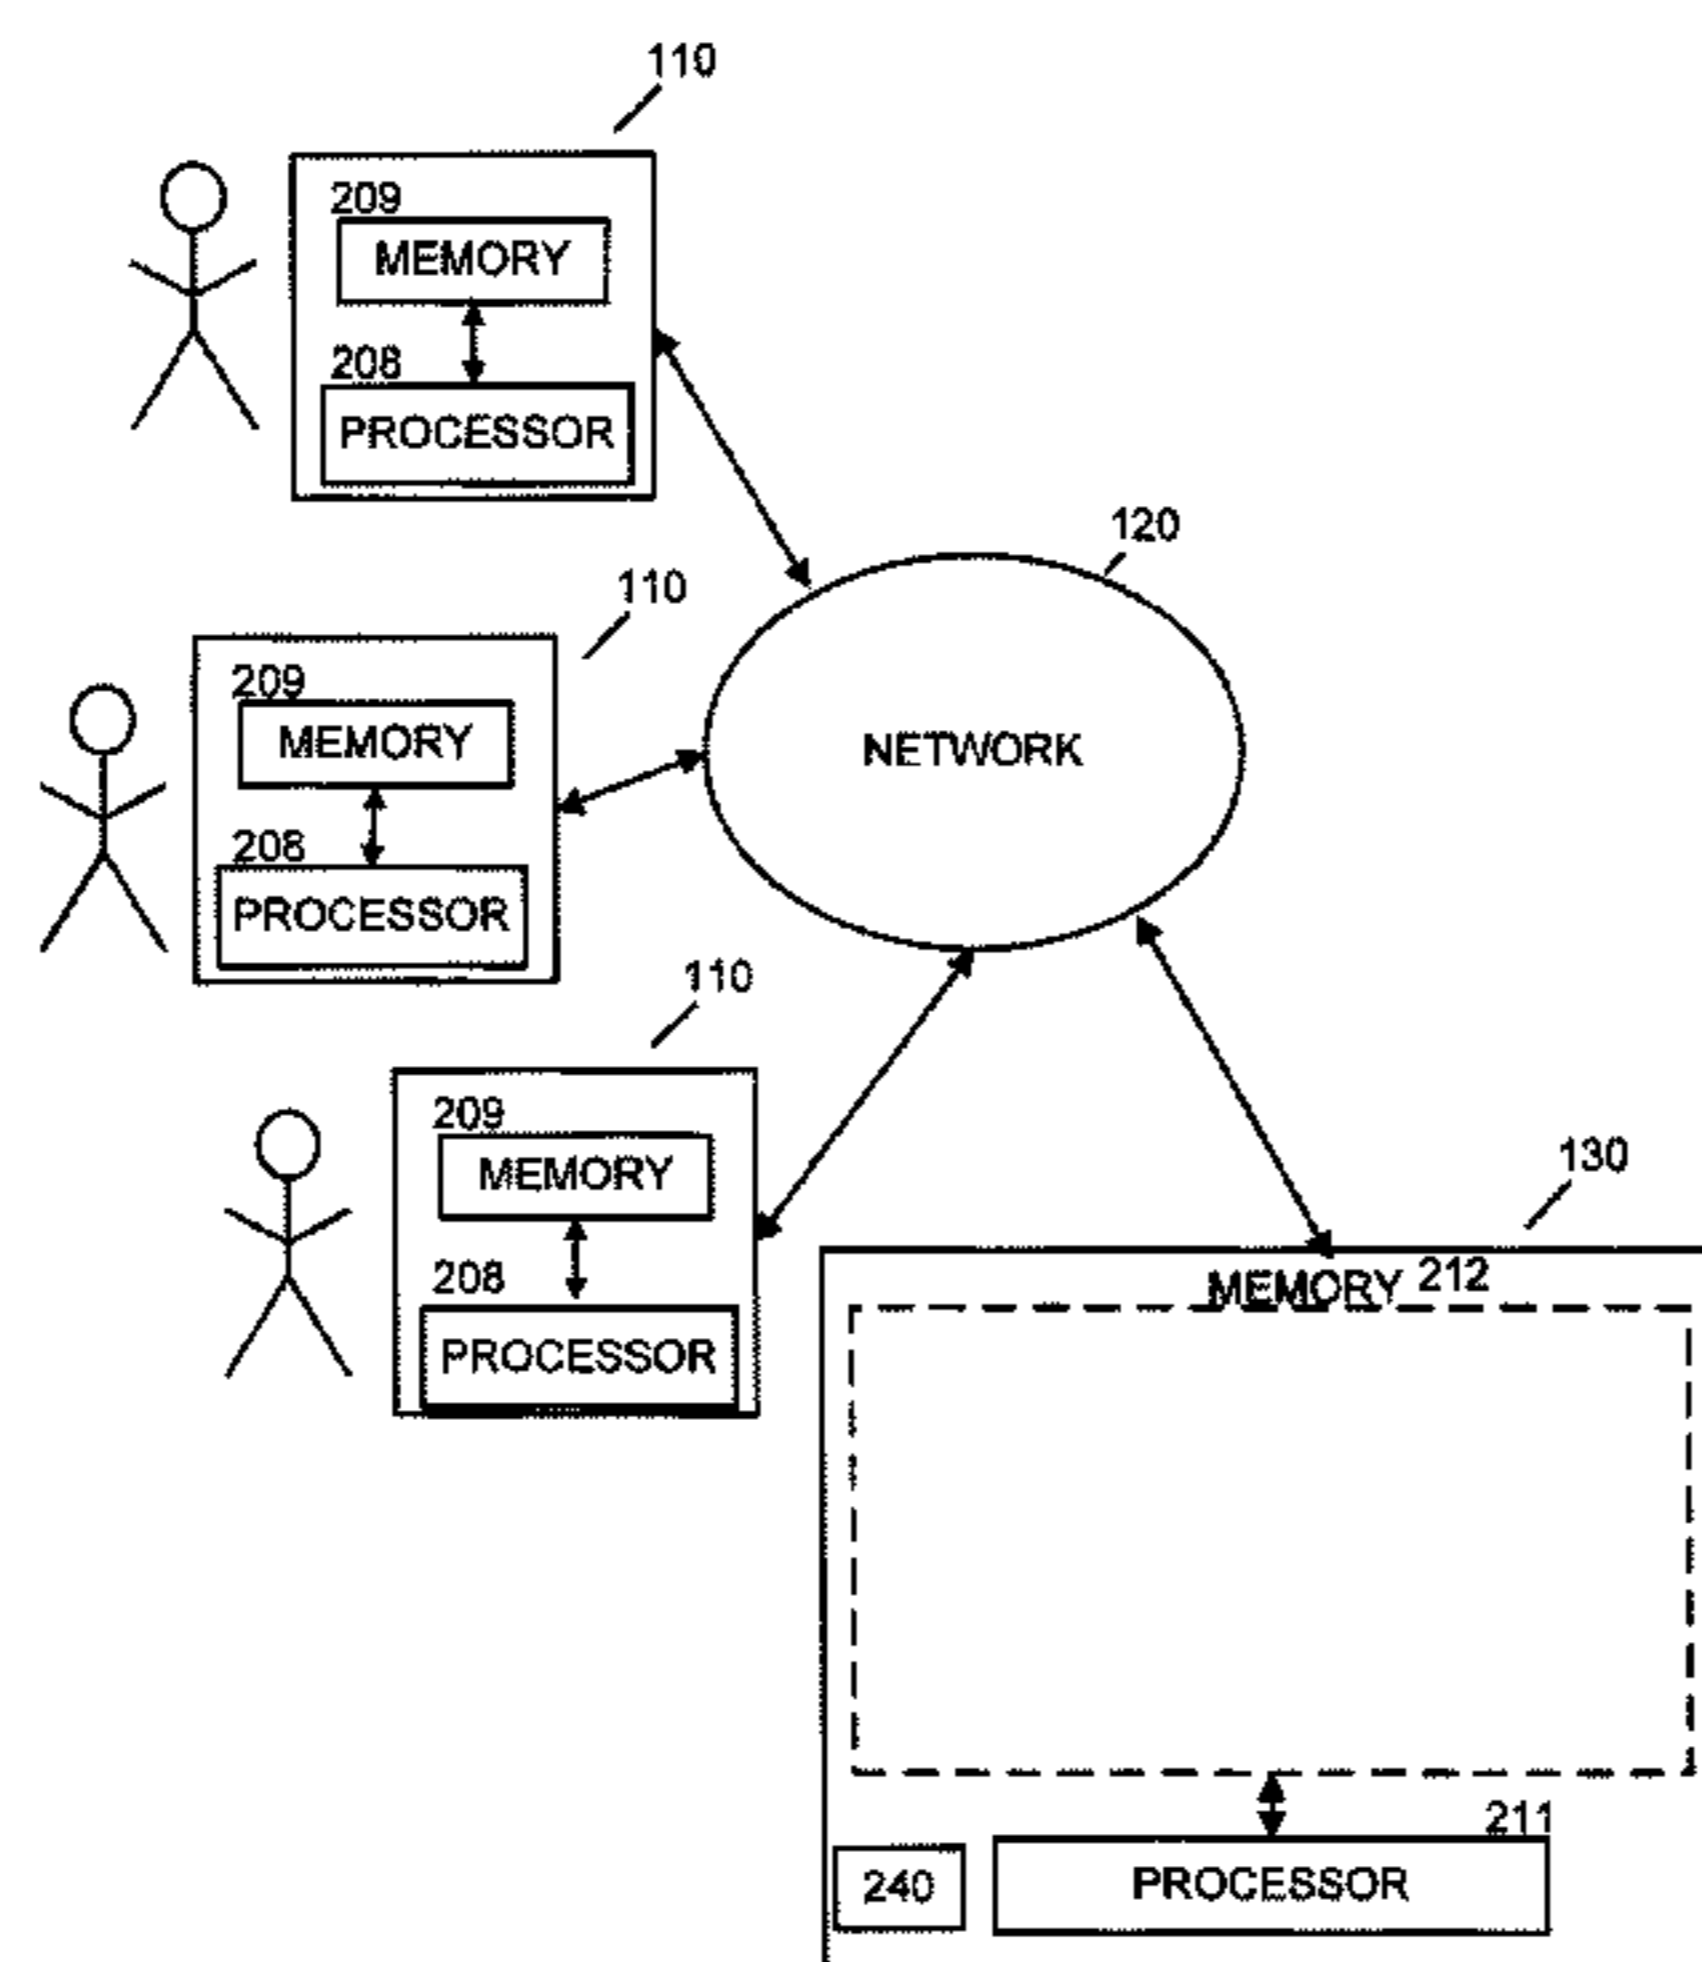 110
209
MEMORY
208
PROCESSOR
120
110
209
MEMORY
NETWORK
208
PROCESSOR
110
209
MEMORY
208
PROCESSOR
130
MEMORY 212
211
240
PROCESSOR